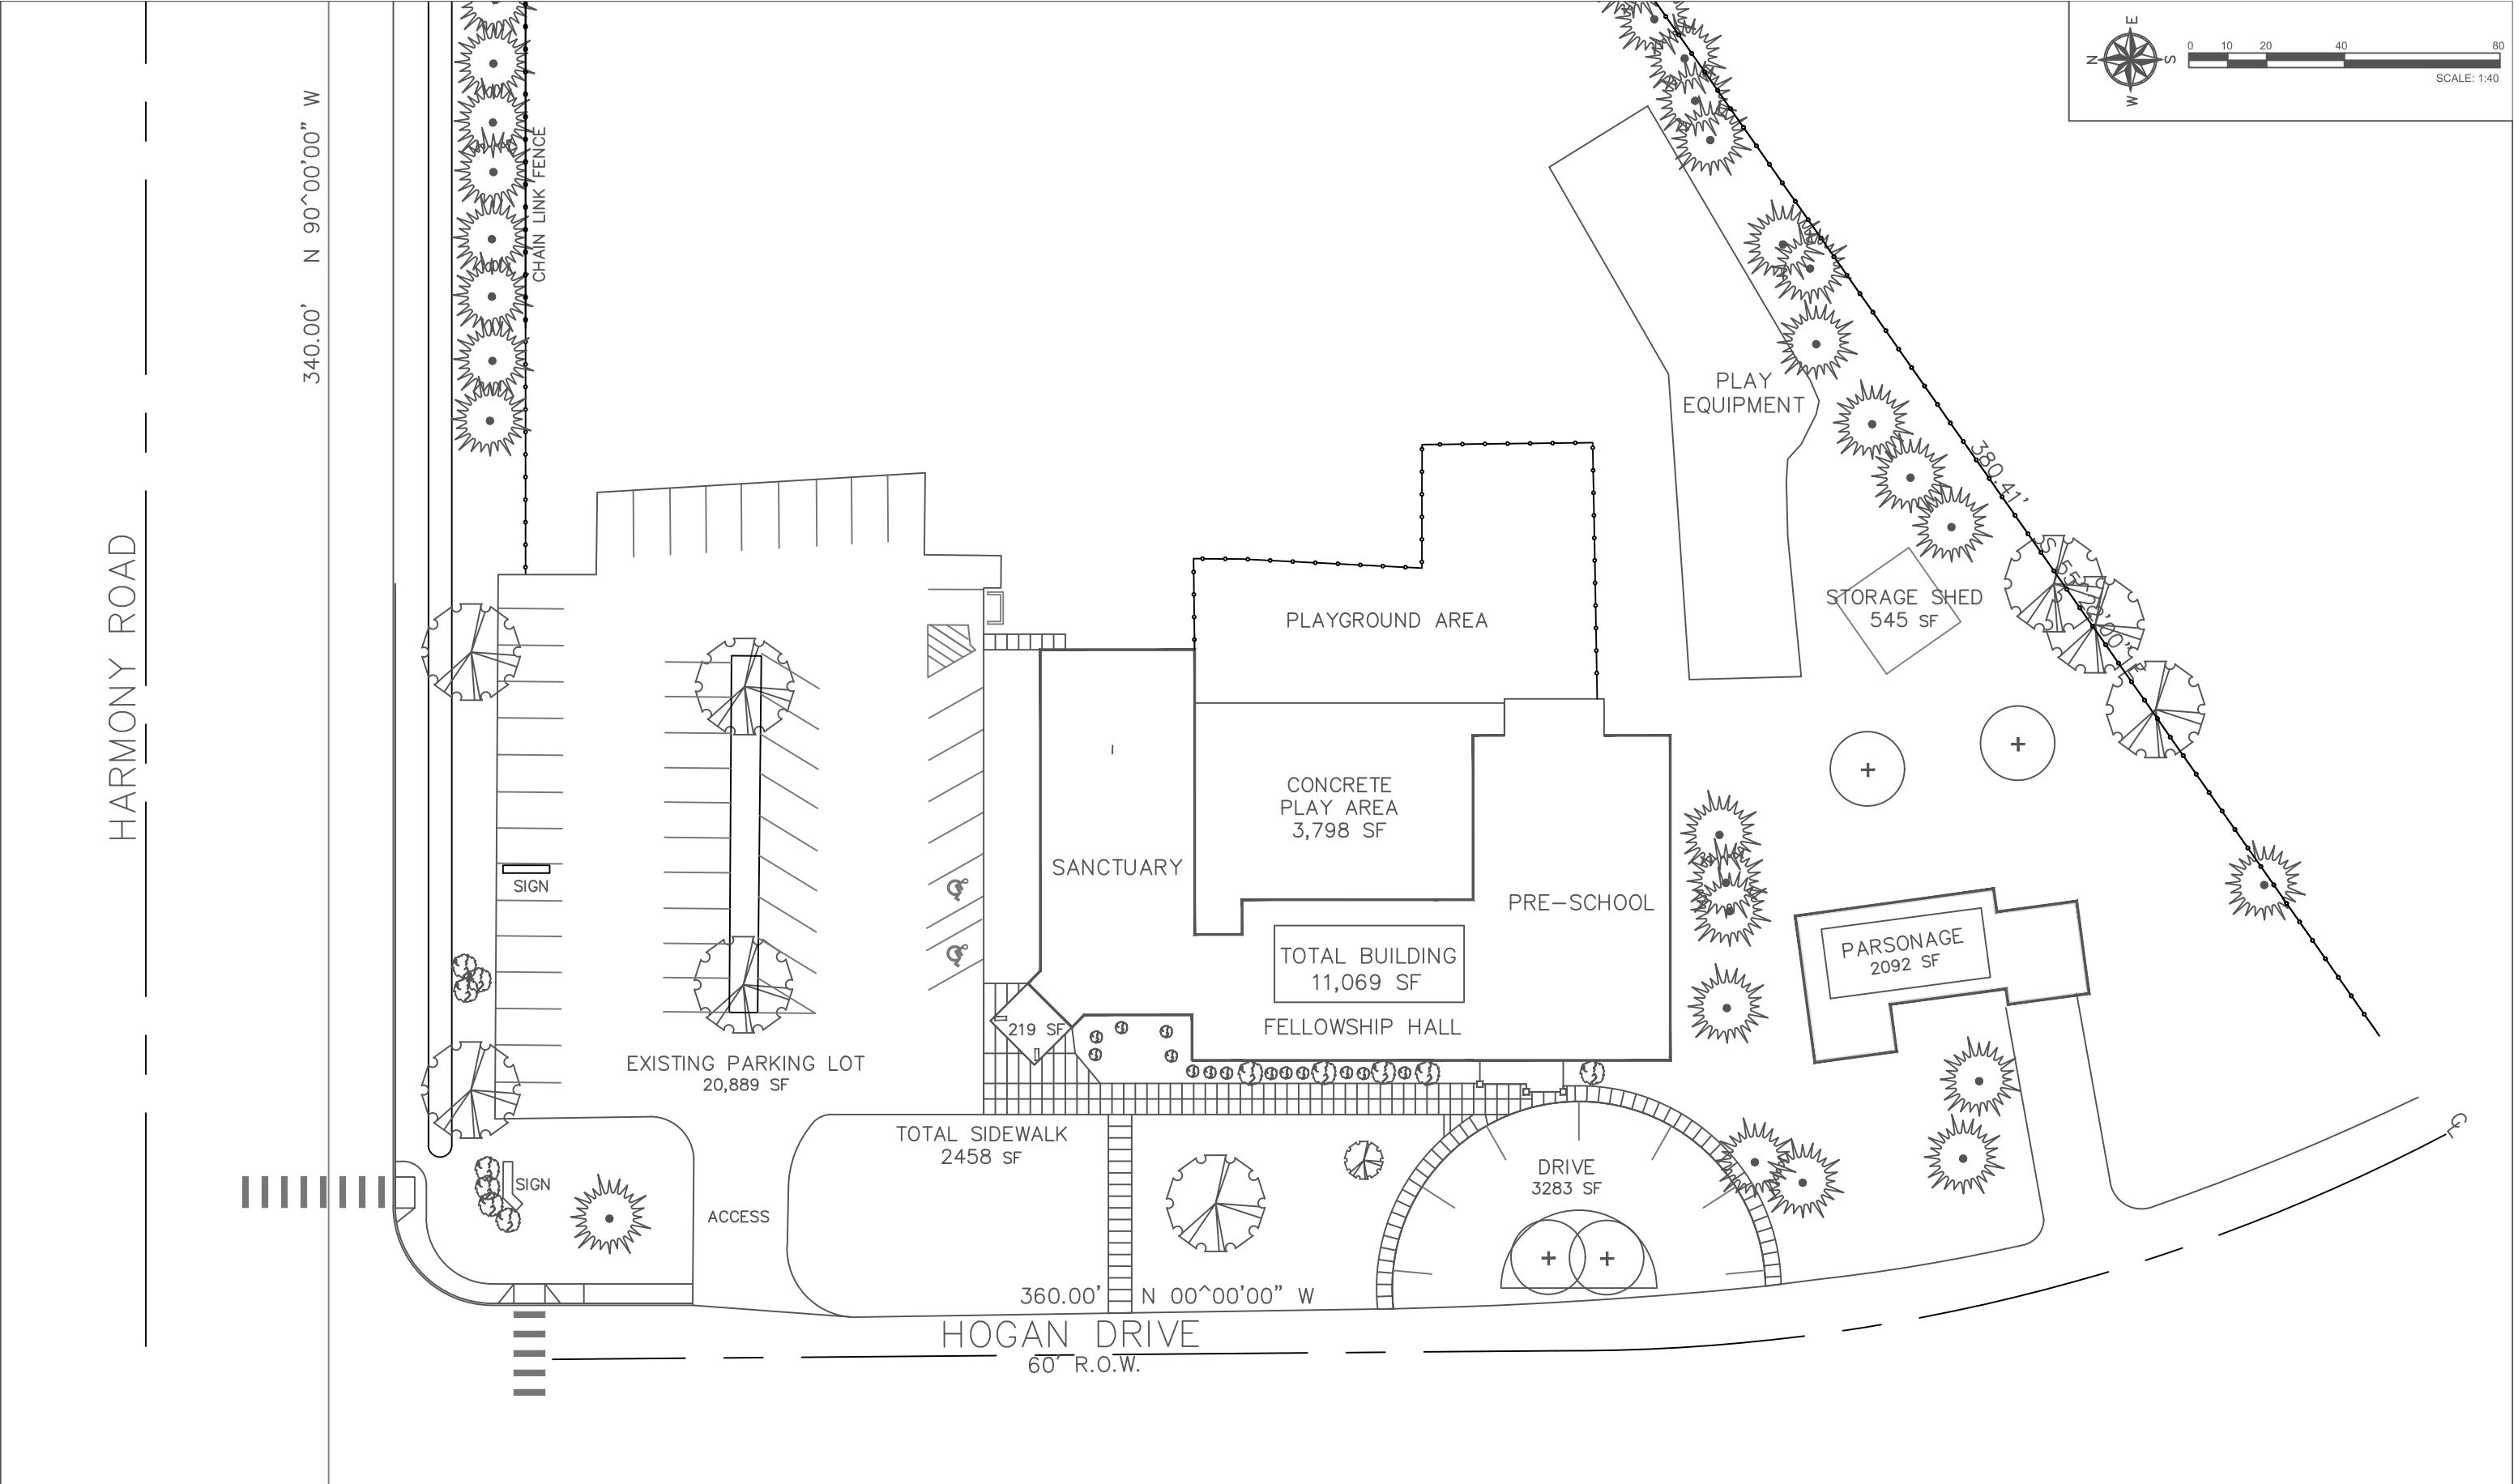 E
N
S
W
0 10 20 40 80
SCALE: 1:40
HARMONY ROAD
340.00' N 90^00'00" W
CHAIN LINK FENCE
PLAY
EQUIPMENT
380.41'
STORAGE SHED
545 SF
PLAYGROUND AREA
CONCRETE
PLAY AREA
3,798 SF
SANCTUARY
PRE-SCHOOL
SIGN
TOTAL BUILDING
11,069 SF
FELLOWSHIP HALL
PARSONAGE
2092 SF
219 SF
EXISTING PARKING LOT
20,889 SF
TOTAL SIDEWALK
2458 SF
DRIVE
3283 SF
SIGN
ACCESS
360.00' N 00^00'00" W
HOGAN DRIVE
60' R.O.W.
CL